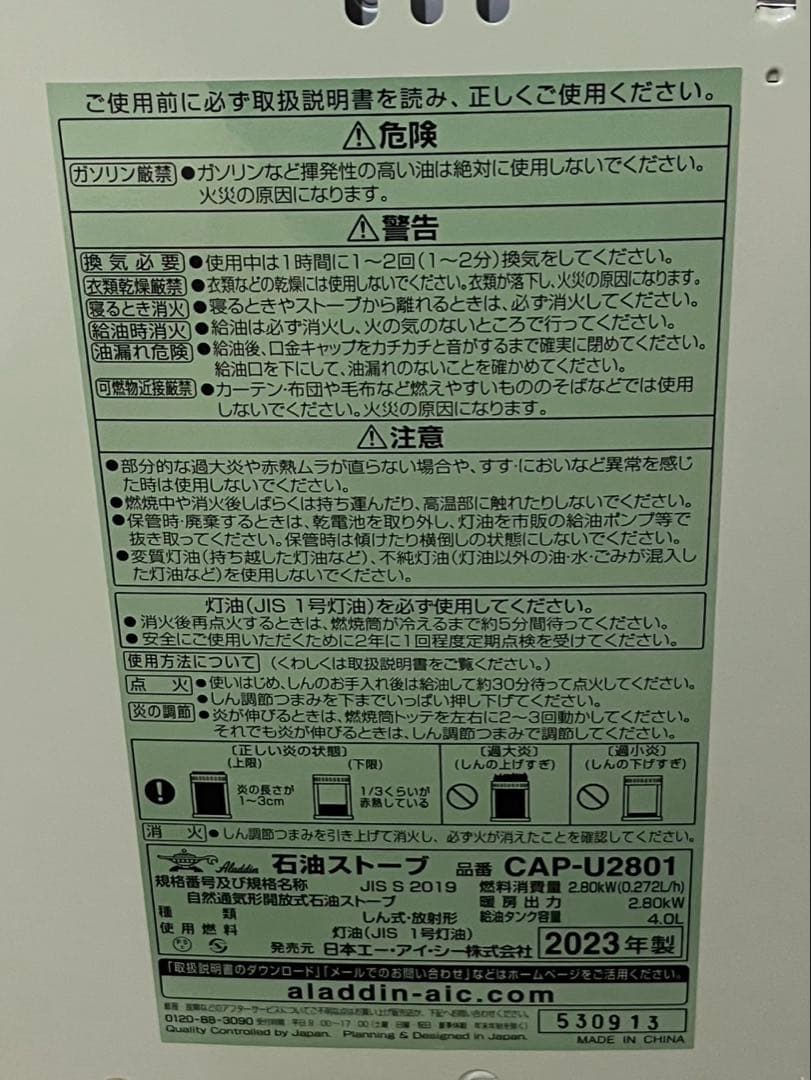 ご使用前に必ず取扱説明書を読み、正しくご使用ください。
⚠危険
ガソリン厳禁 ●ガソリンなど揮発性の高い油は絶対に使用しないでください。
火災の原因になります。
⚠警告
換気必要 ●使用中は1時間に1～2回(1～2分)換気をしてください。
衣類乾燥厳禁 ●衣類などの乾燥には使用しないでください。衣類が落下し、火災の原因になります。
寝るとき消火 ●寝るときやストーブから離れるときは、必ず消火してください。
給油時消火 ●給油は必ず消火し、火の気のないところで行ってください。
油漏れ危険 ●給油後、口金キャップをカチカチと音がするまで確実に閉めてください。
給油口を下にして、油漏れのないことを確かめてください。
可燃物近接厳禁 ●カーテン・布団や毛布など燃えやすいもののそばなどでは使用
しないでください。火災の原因になります。
⚠注意
●部分的な過大炎や赤熱ムラが直らない場合や、すす・においなど異常を感じ
た時は使用しないでください。
●燃焼中や消火後しばらくは持ち運んだり、高温部に触れたりしないでください。
●保管時・廃棄するときは、乾電池を取り外し、灯油を市販の給油ポンプ等で
抜き取ってください。保管時は傾けたり横倒しの状態にしないでください。
●変質灯油(持ち越した灯油など)、不純灯油(灯油以外の油・水・ごみが混入し
た灯油など)を使用しないでください。
灯油(JIS 1号灯油)を必ず使用してください。
●消火後再点火するときは、燃焼筒が冷えるまで約5分間待ってください。
●安全にご使用いただくために2年に1回程度定期点検を受けてください。
使用方法について (くわしくは取扱説明書をご覧ください。)
点火 ●使いはじめ、しんのお手入れ後は給油して約30分待って点火してください。
●しん調節つまみを下までいっぱい押し下げてください。
炎の調節 ●炎が伸びるときは、燃焼筒トッテを左右に2～3回動かしてください。
それでも炎が伸びるときは、しん調節つまみで調節してください。
〔正しい炎の状態〕 〔過大炎〕 〔過小炎〕
(上限) (下限) (しんの上げすぎ) (しんの下げすぎ)
炎の長さが 1/3くらいが
1～3cm 赤熱している
消火 ●しん調節つまみを引き上げて消火し、必ず火が消えたことを確認してください。
Aladdin 石油ストーブ 品番 CAP-U2801
規格番号及び規格名称 JIS S 2019 燃料消費量 2.80kW(0.272L/h)
自然通気形開放式石油ストーブ 暖房出力 2.80kW
種類 しん式・放射形 給油タンク容量 4.0L
使用燃料 灯油(JIS 1号灯油)
発売元 日本エー・アイ・シー株式会社 2023年製
「取扱説明書のダウンロード」「メールでのお問い合わせ」などはホームページをご活用ください。
aladdin-aic.com
0120-88-3090 受付時間 平日 9:00～17:00
530913
Quality Controlled by Japan. Planning & Designed in Japan.
MADE IN CHINA